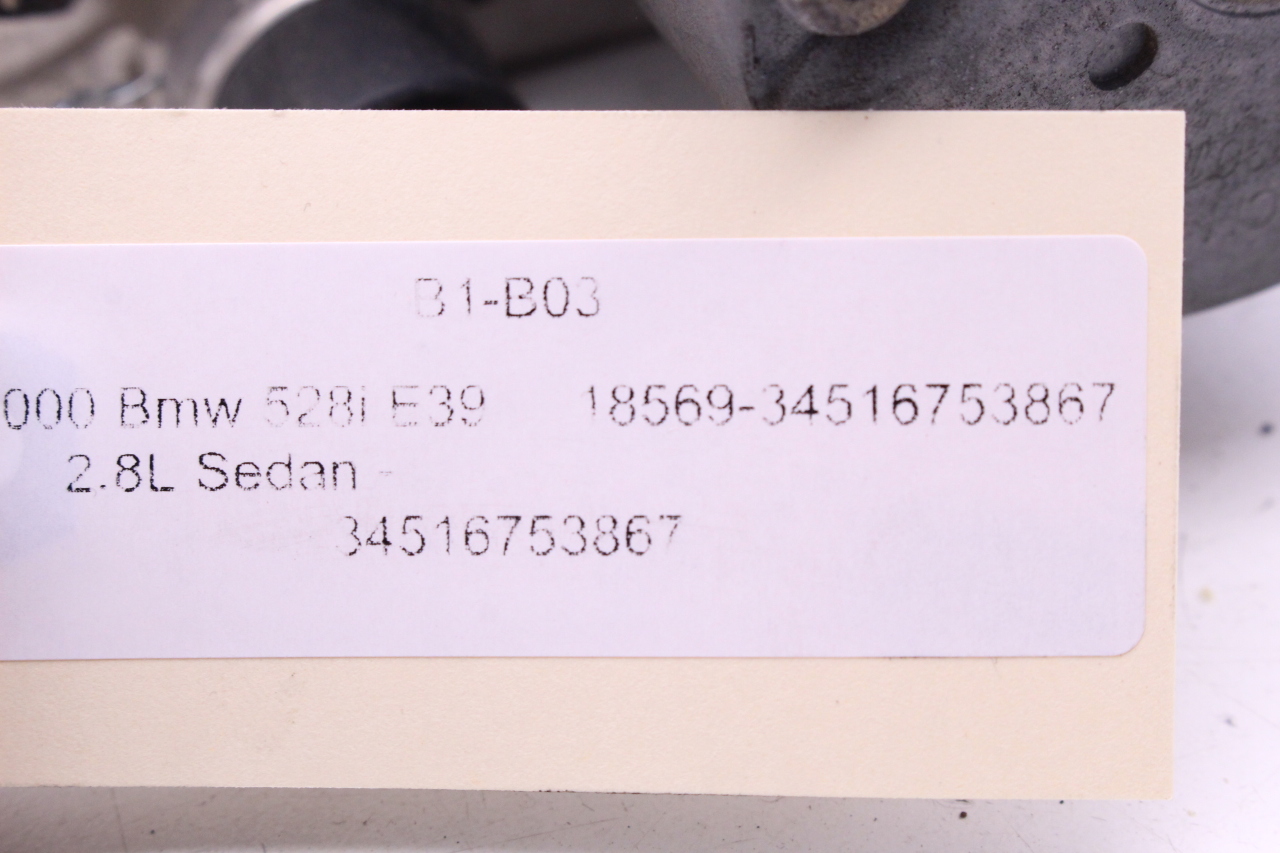 B1-B03
000 Bmw 528i E39 18569-34516753867
2.8L Sedan -
34516753867